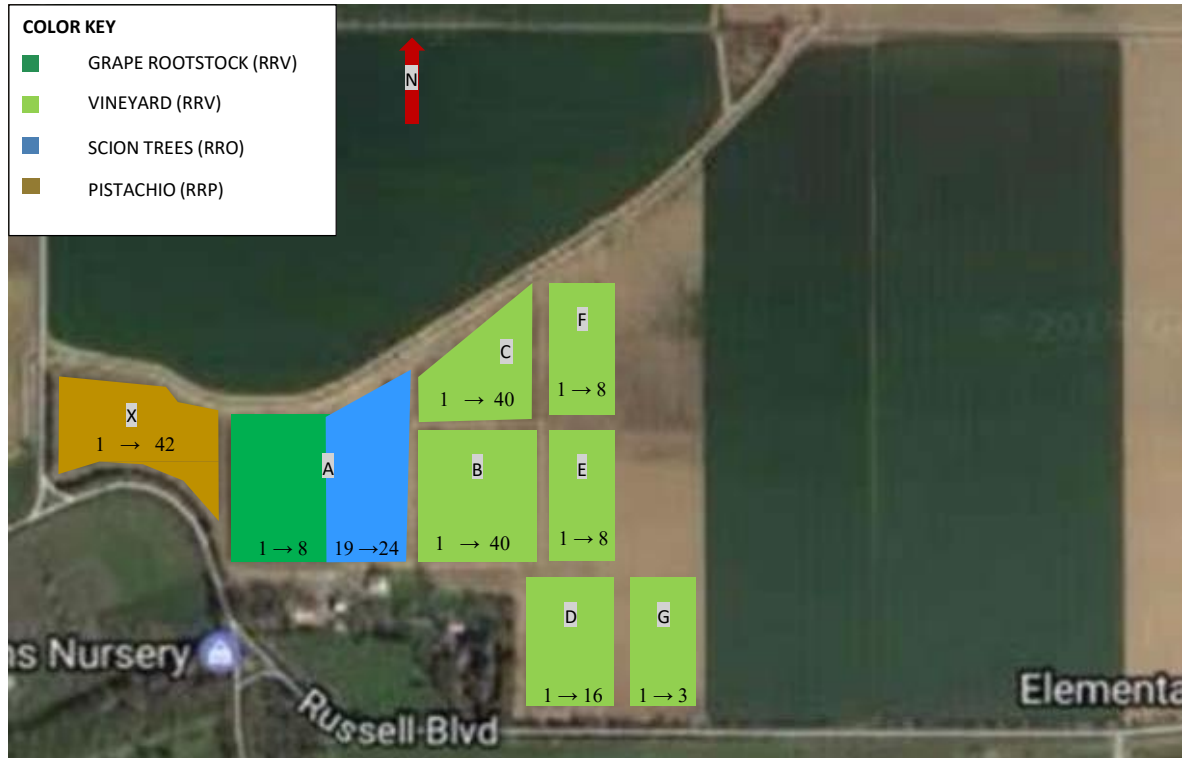 COLOR KEY
GRAPE ROOTSTOCK (RRV)
VINEYARD (RRV)
SCION TREES (RRO)
PISTACHIO (RRP)
N
F
C
1 → 8
1 → 40
X
1 → 42
A
B
E
1 → 8
19 →24
1 → 40
1 → 8
D
G
1 → 16
1 → 3
ns Nursery
Russell Blvd
Elementa